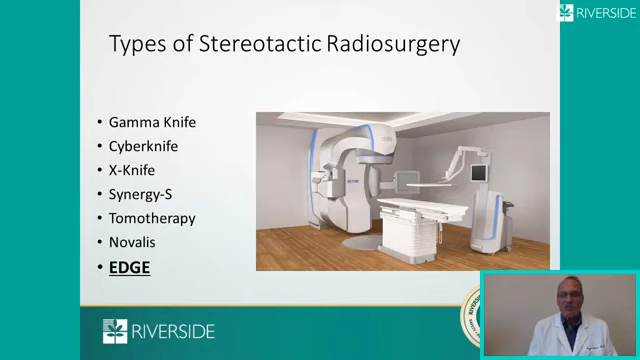 RIVERSIDE
Types of Stereotactic Radiosurgery
• Gamma Knife
• Cyberknife
• X-Knife
• Synergy-S
• Tomotherapy
• Novalis
• EDGE
RIVERSIDE